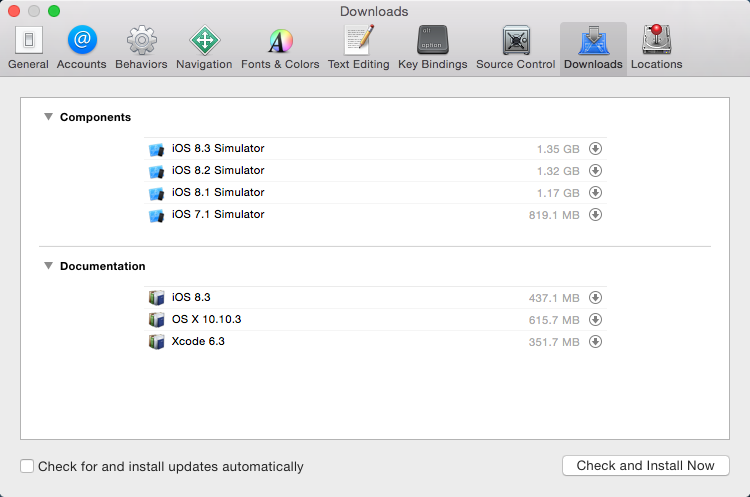 Downloads
General Accounts Behaviors Navigation Fonts & Colors Text Editing Key Bindings Source Control Downloads Locations
Components
iOS 8.3 Simulator 1.35 GB
iOS 8.2 Simulator 1.32 GB
iOS 8.1 Simulator 1.17 GB
iOS 7.1 Simulator 819.1 MB
Documentation
iOS 8.3 437.1 MB
OS X 10.10.3 615.7 MB
Xcode 6.3 351.7 MB
Check for and install updates automatically Check and Install Now